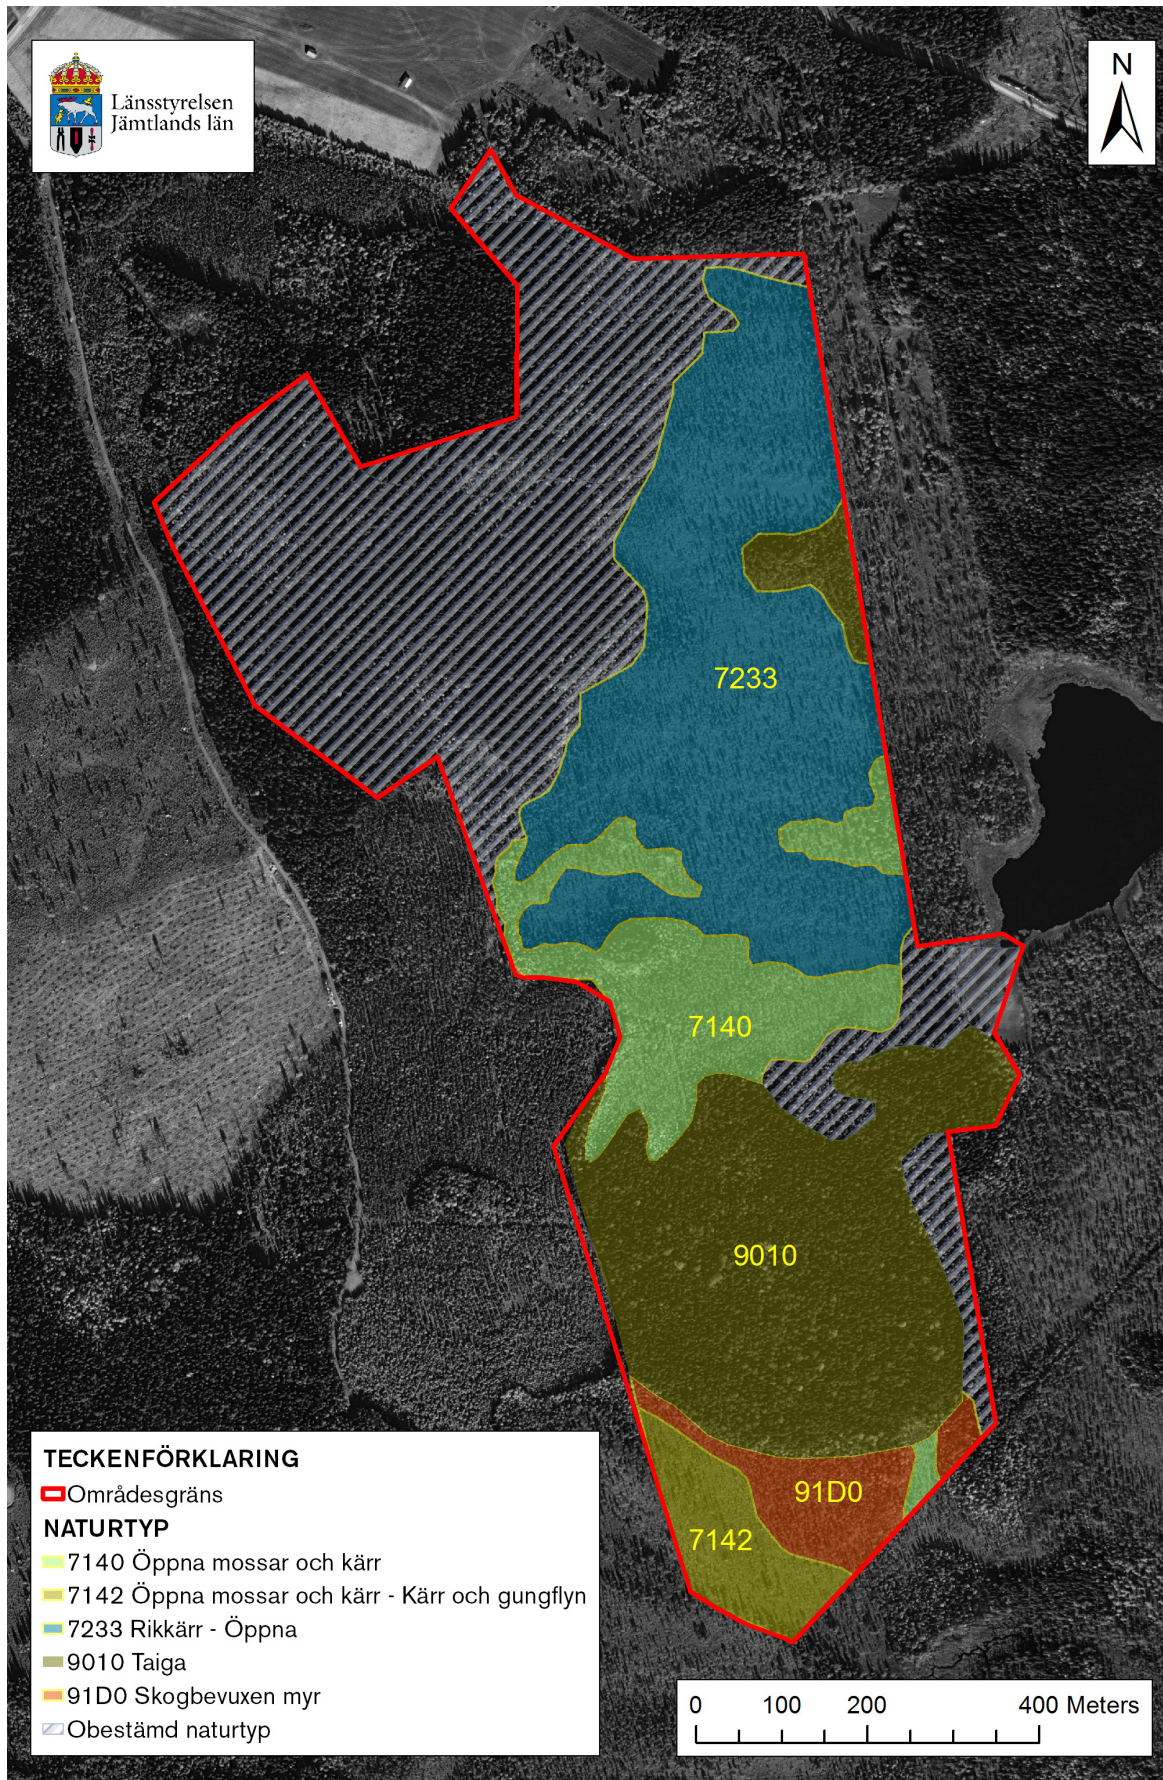 Länsstyrelsen
Jämtlands län
N
7233
7140
9010
91D0
7142
TECKENFÖRKLARING
Områdesgräns
NATURTYP
7140 Öppna mossar och kärr
7142 Öppna mossar och kärr - Kärr och gungflyn
7233 Rikkärr - Öppna
9010 Taiga
91D0 Skogbevuxen myr
Obestämd naturtyp
0 100 200 400 Meters